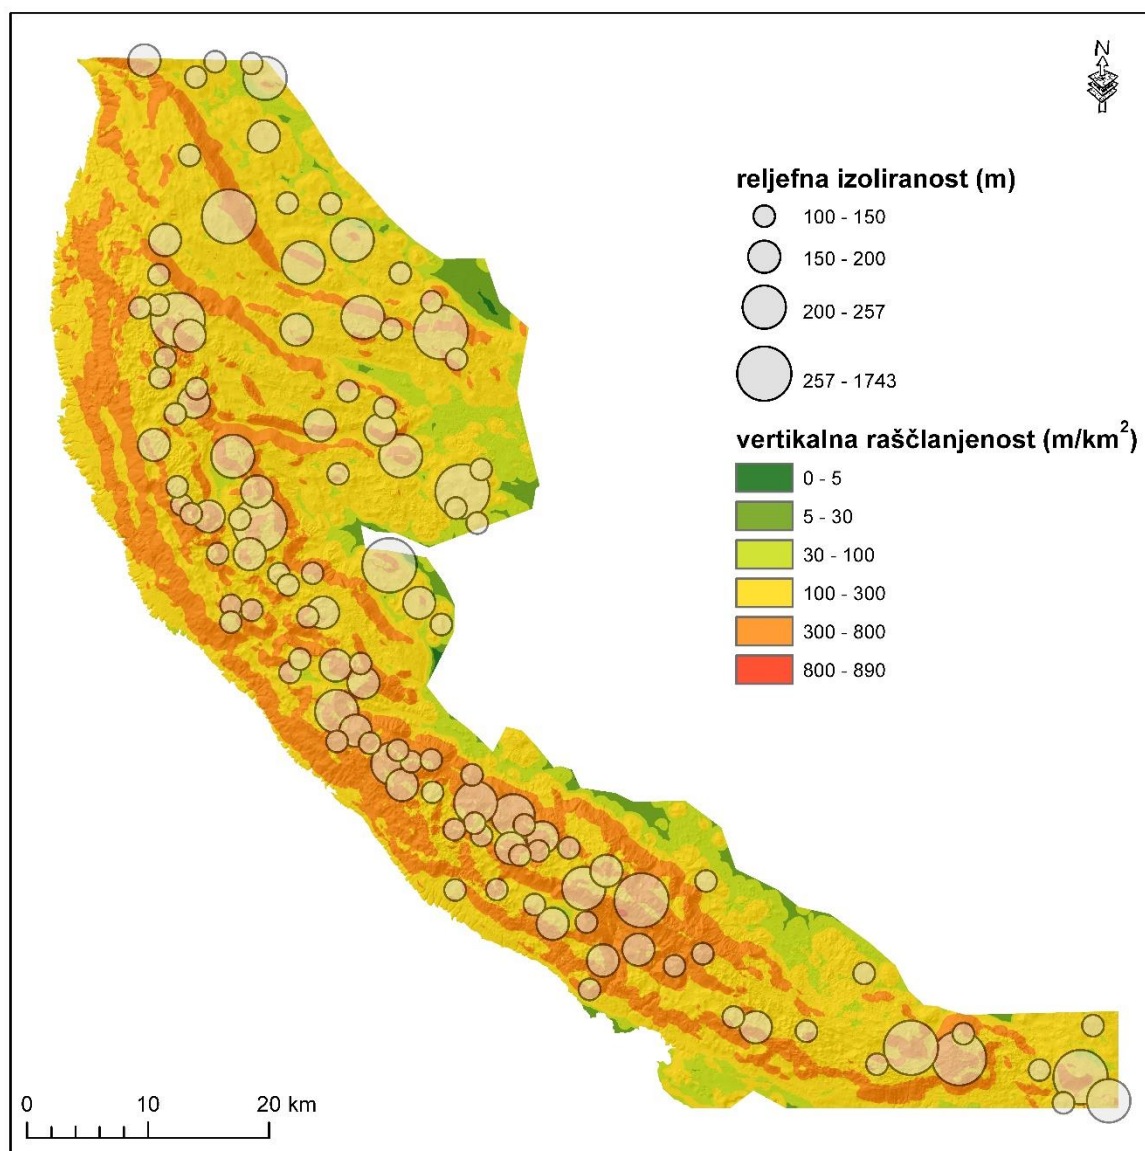 N
reljefna izoliranost (m)
100 - 150
150 - 200
200 - 257
257 - 1743
vertikalna raščlanjenost (m/km²)
0 - 5
5 - 30
30 - 100
100 - 300
300 - 800
800 - 890
0 10 20 km